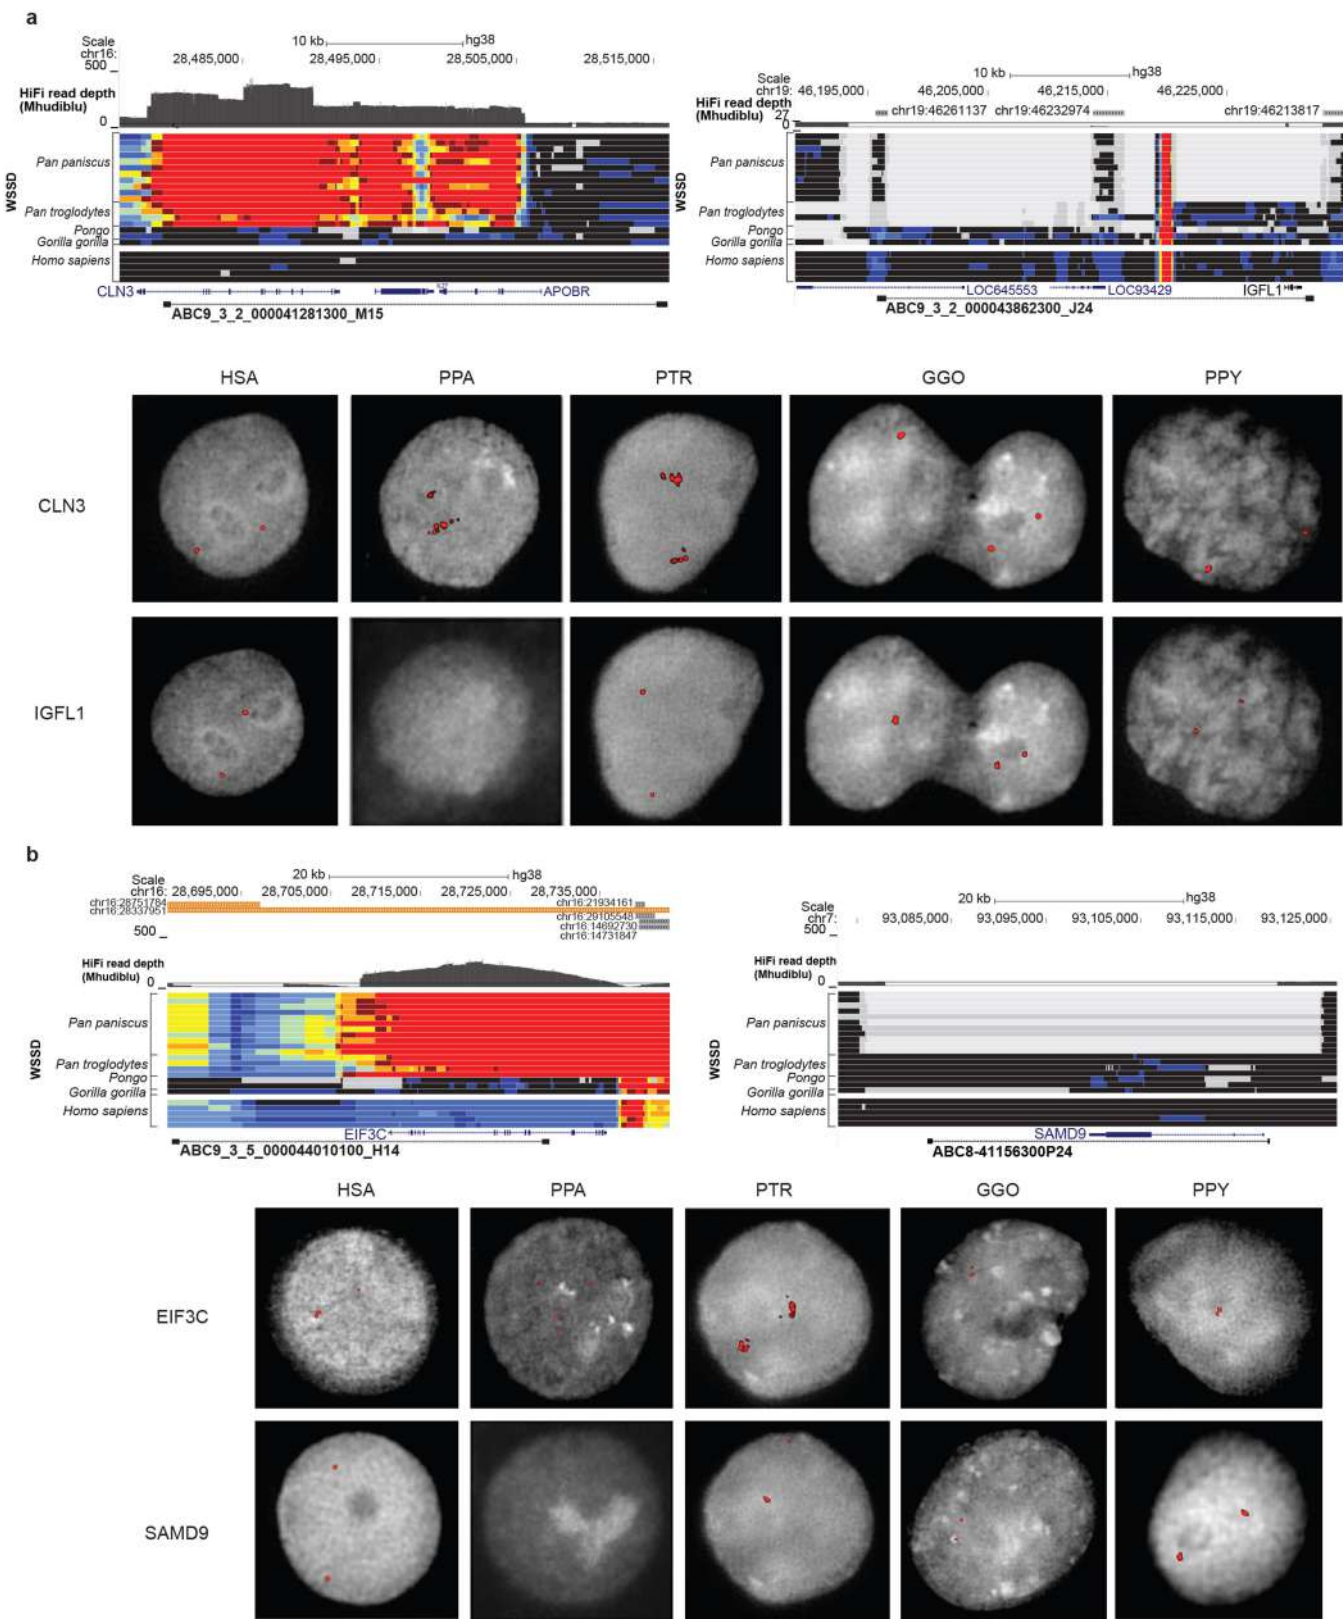 a
Scale
chr16:
10 kb
hg38
28,485,000
28,495,000
28,505,000
28,515,000
500
HiFi read depth
(Mhudiblu)
0
WSSD
Pan paniscus
Pan troglodytes
Pongo
Gorilla gorilla
Homo sapiens
CLN3
APOBR
ABC9_3_2_000041281300_M15
Scale
chr19:
10 kb
hg38
46,195,000
46,205,000
46,215,000
46,225,000
HiFi read depth
(Mhudiblu)
27
0
chr19:46261137
chr19:46232974
chr19:46213817
WSSD
Pan paniscus
Pan troglodytes
Pongo
Gorilla gorilla
Homo sapiens
LOC645553
LOC93429
IGFL1
ABC9_3_2_000043862300_J24
HSA
PPA
PTR
GGO
PPY
CLN3
IGFL1
b
Scale
chr16:
20 kb
hg38
28,695,000
28,705,000
28,715,000
28,725,000
28,735,000
chr16:28751784
chr16:28337951
chr16:21934161
chr16:29105548
chr16:14692730
chr16:14731847
500
HiFi read depth
(Mhudiblu)
0
WSSD
Pan paniscus
Pan troglodytes
Pongo
Gorilla gorilla
Homo sapiens
EIF3C
ABC9_3_5_000044010100_H14
Scale
chr7:
20 kb
hg38
93,085,000
93,095,000
93,105,000
93,115,000
93,125,000
500
HiFi read depth
(Mhudiblu)
0
WSSD
Pan paniscus
Pan troglodytes
Pongo
Gorilla gorilla
Homo sapiens
SAMD9
ABC8-41156300P24
HSA
PPA
PTR
GGO
PPY
EIF3C
SAMD9